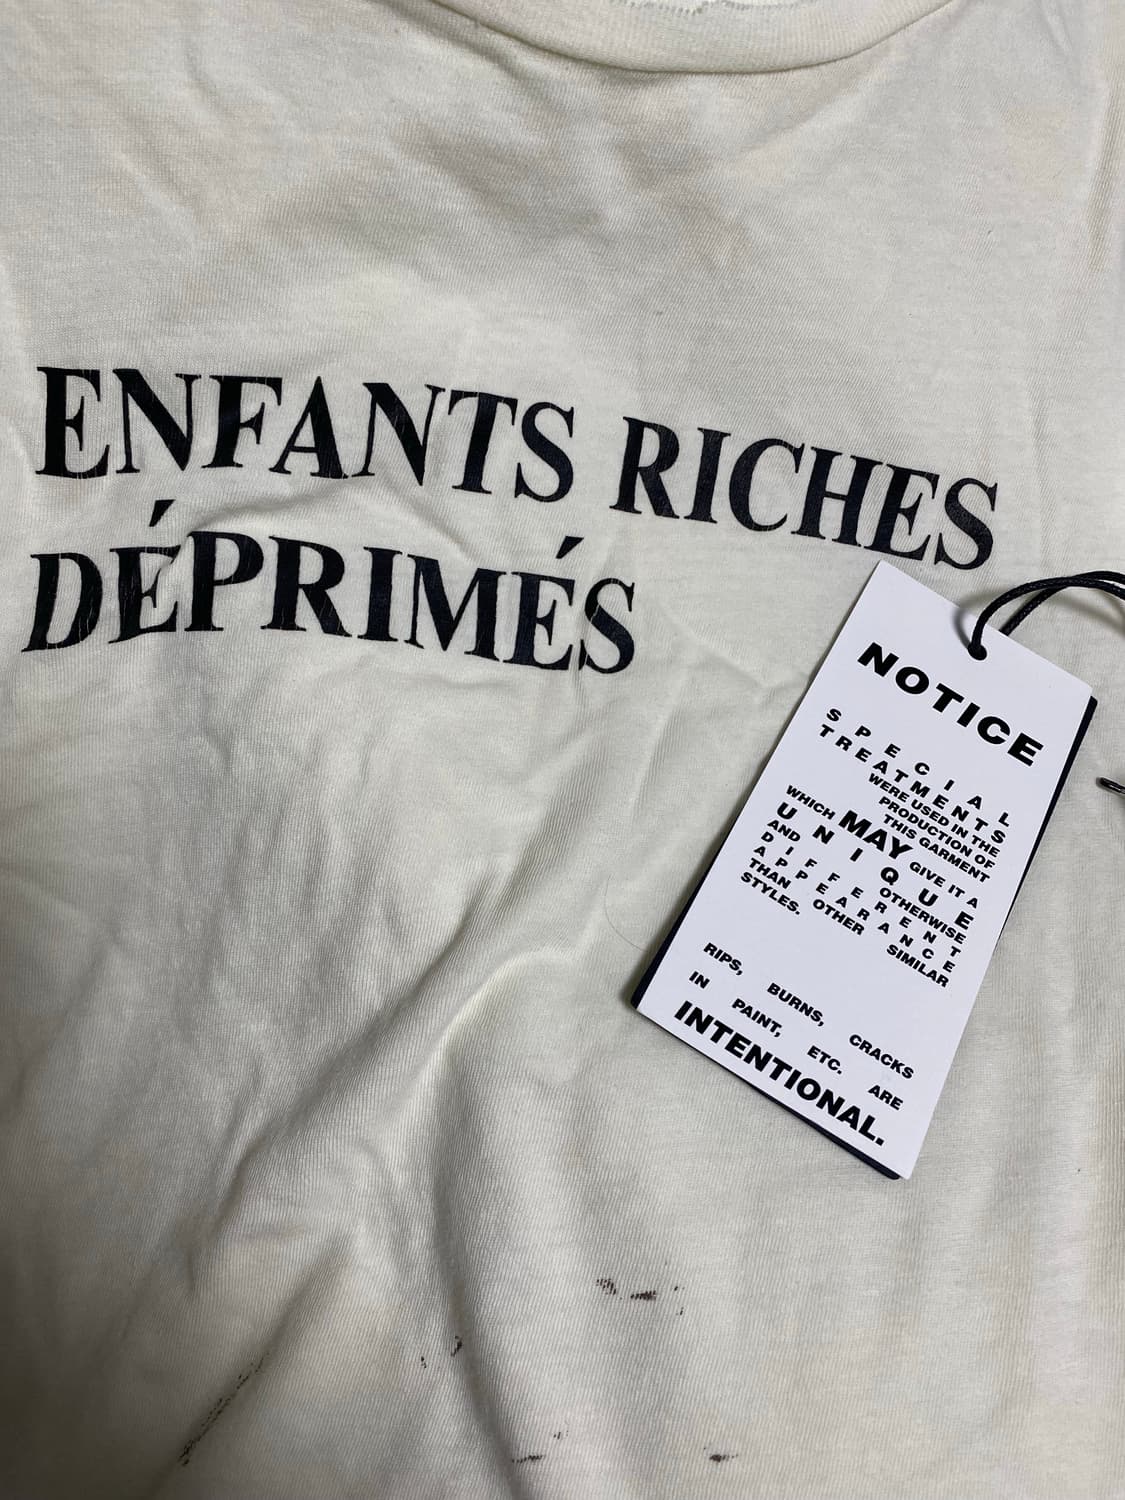 ENFANTS RICHES
DÉPRIMÉS
NOTICE
SPECIAL
TREATMENTS
WERE USED IN THE
PRODUCTION OF
THIS GARMENT
WHICH MAY GIVE IT A
UNIQUE
AND OTHERWISE
DIFFERENT
APPEARANCE
THAN OTHER SIMILAR
STYLES.
RIPS, BURNS, CRACKS
IN PAINT, ETC. ARE
INTENTIONAL.